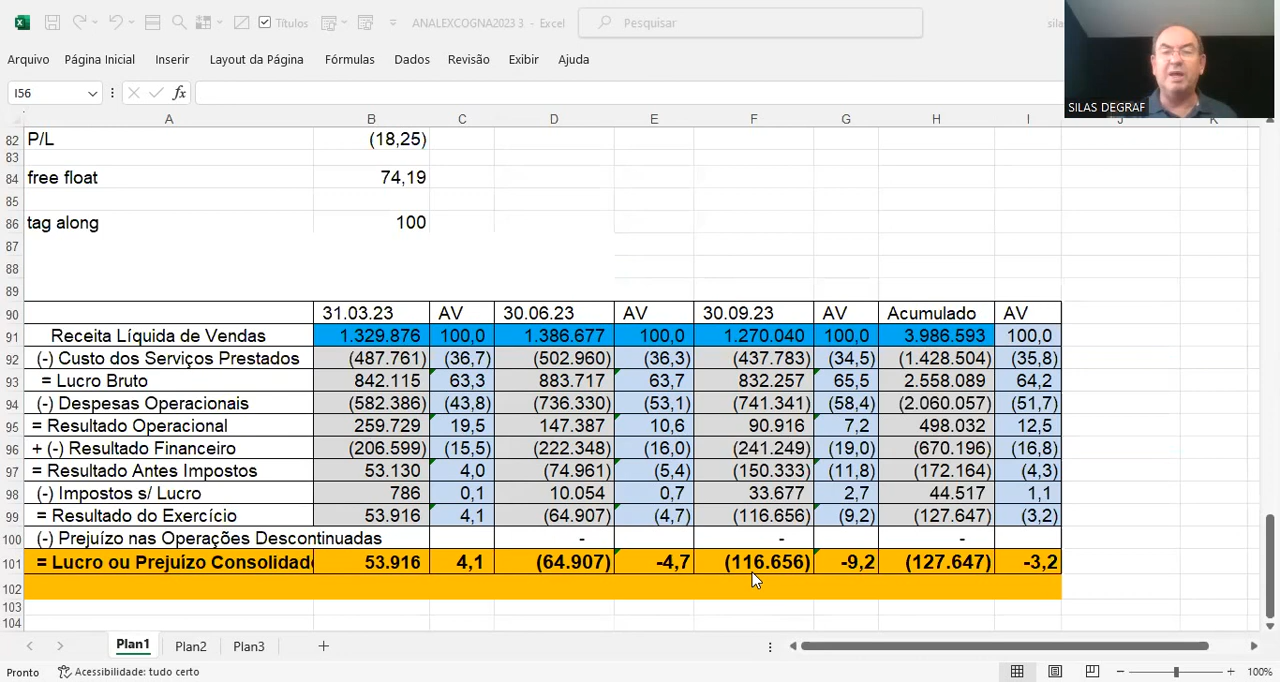 Títulos
ANALEXCOGNA2023 3 - Excel
Pesquisar
Arquivo Página Inicial Inserir Layout da Página Fórmulas Dados Revisão Exibir Ajuda
SILAS DEGRAF
I56 fx
A B C D E F G H I
82 P/L (18,25)
83
84 free float 74,19
85
86 tag along 100
87
88
89
90 31.03.23 AV 30.06.23 AV 30.09.23 AV Acumulado AV
91 Receita Líquida de Vendas 1.329.876 100,0 1.386.677 100,0 1.270.040 100,0 3.986.593 100,0
92 (-) Custo dos Serviços Prestados (487.761) (36,7) (502.960) (36,3) (437.783) (34,5) (1.428.504) (35,8)
93 = Lucro Bruto 842.115 63,3 883.717 63,7 832.257 65,5 2.558.089 64,2
94 (-) Despesas Operacionais (582.386) (43,8) (736.330) (53,1) (741.341) (58,4) (2.060.057) (51,7)
95 = Resultado Operacional 259.729 19,5 147.387 10,6 90.916 7,2 498.032 12,5
96 + (-) Resultado Financeiro (206.599) (15,5) (222.348) (16,0) (241.249) (19,0) (670.196) (16,8)
97 = Resultado Antes Impostos 53.130 4,0 (74.961) (5,4) (150.333) (11,8) (172.164) (4,3)
98 (-) Impostos s/ Lucro 786 0,1 10.054 0,7 33.677 2,7 44.517 1,1
99 = Resultado do Exercício 53.916 4,1 (64.907) (4,7) (116.656) (9,2) (127.647) (3,2)
100 (-) Prejuízo nas Operações Descontinuadas - - -
101 = Lucro ou Prejuízo Consolidad 53.916 4,1 (64.907) -4,7 (116.656) -9,2 (127.647) -3,2
102
103
104
Plan1 Plan2 Plan3
Pronto Acessibilidade: tudo certo 100%